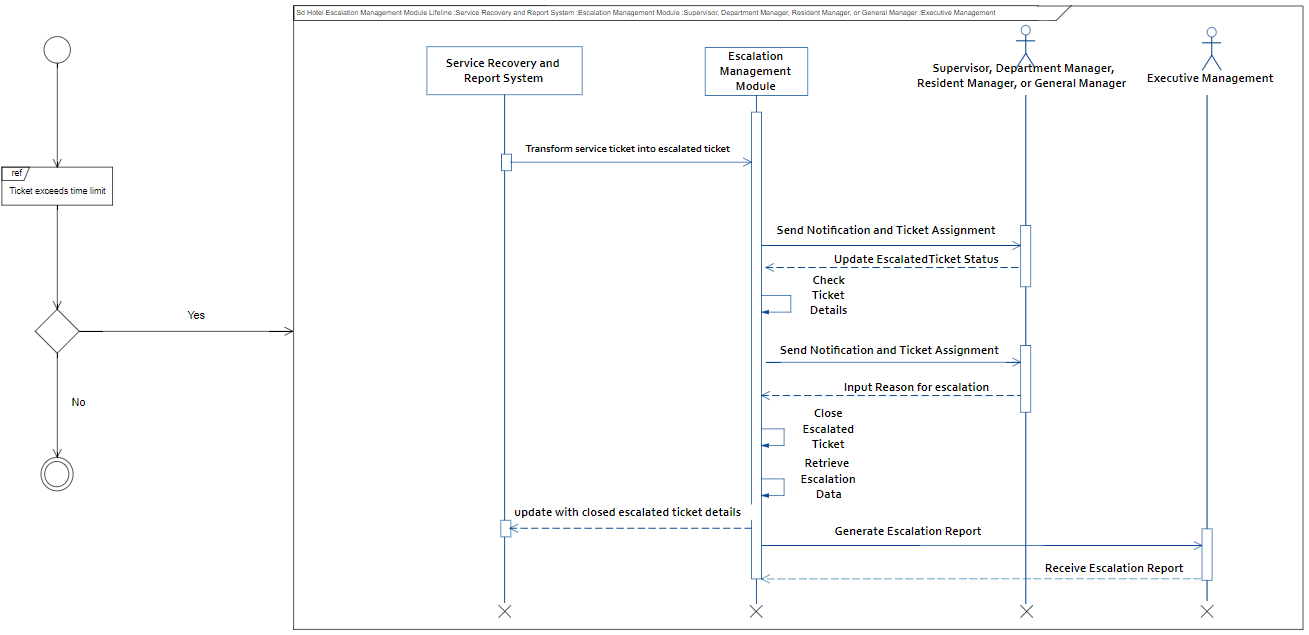 Sd Hotel Escalation Management Module Lifeline :Service Recovery and Report System :Escalation Management Module :Supervisor, Department Manager, Resident Manager, or General Manager :Executive Management
Service Recovery and
Report System
Escalation
Management
Module
Supervisor, Department Manager,
Resident Manager, or General Manager
Executive Management
ref
Ticket exceeds time limit
Yes
No
Transform service ticket into escalated ticket
Send Notification and Ticket Assignment
Update EscalatedTicket Status
Check
Ticket
Details
Send Notification and Ticket Assignment
Input Reason for escalation
Close
Escalated
Ticket
Retrieve
Escalation
Data
update with closed escalated ticket details
Generate Escalation Report
Receive Escalation Report